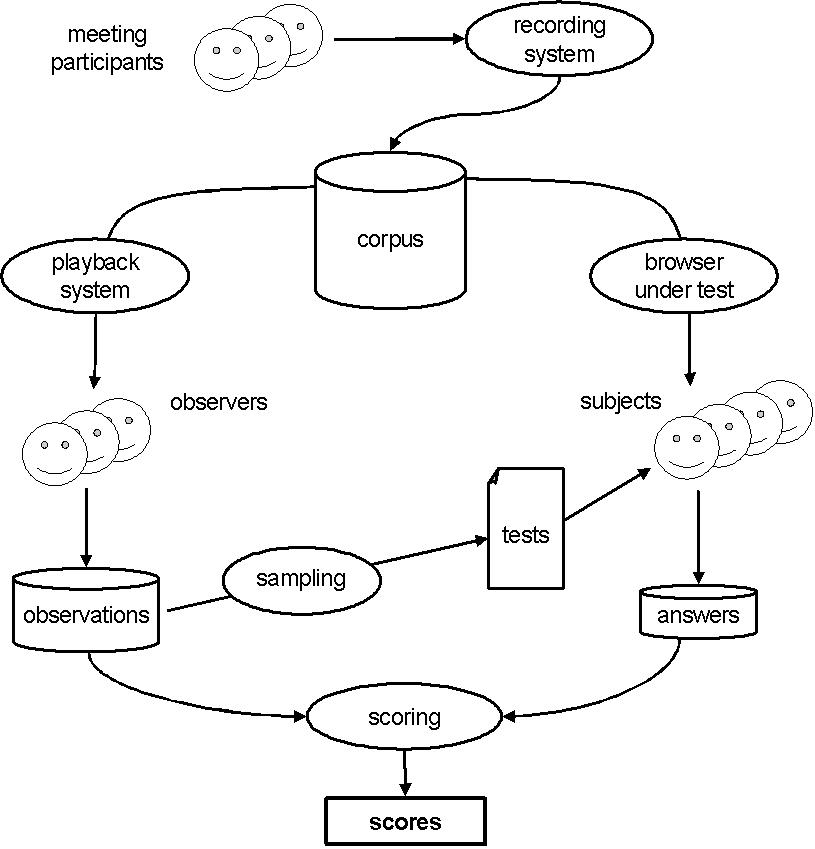 meeting
participants
recording
system
corpus
playback
system
browser
under test
observers
subjects
tests
sampling
observations
answers
scoring
scores